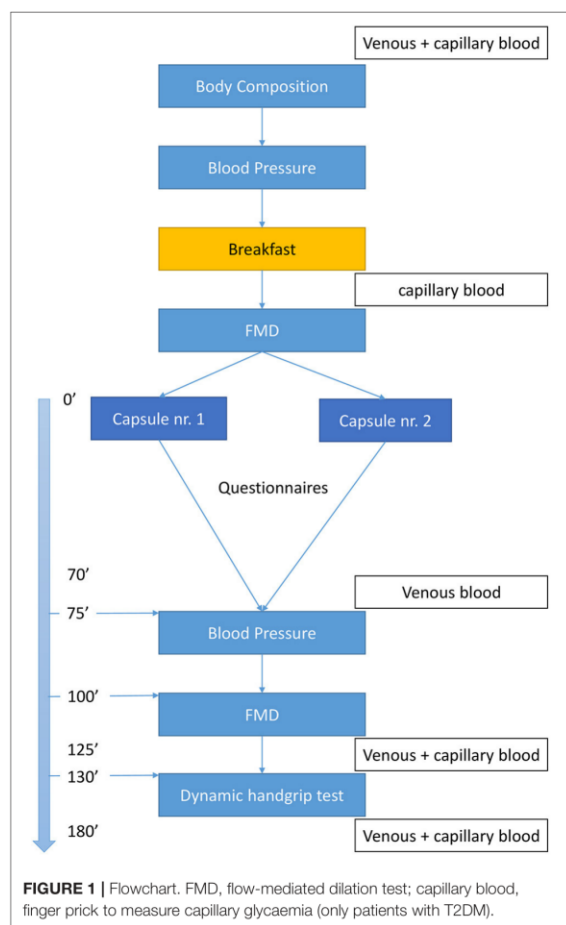 Venous + capillary blood
Body Composition
Blood Pressure
Breakfast
capillary blood
FMD
0’
Capsule nr. 1
Capsule nr. 2
Questionnaires
70’
Venous blood
75’
Blood Pressure
100’
FMD
125’
Venous + capillary blood
130’
Dynamic handgrip test
180’
Venous + capillary blood
FIGURE 1 | Flowchart. FMD, flow-mediated dilation test; capillary blood,
finger prick to measure capillary glycaemia (only patients with T2DM).